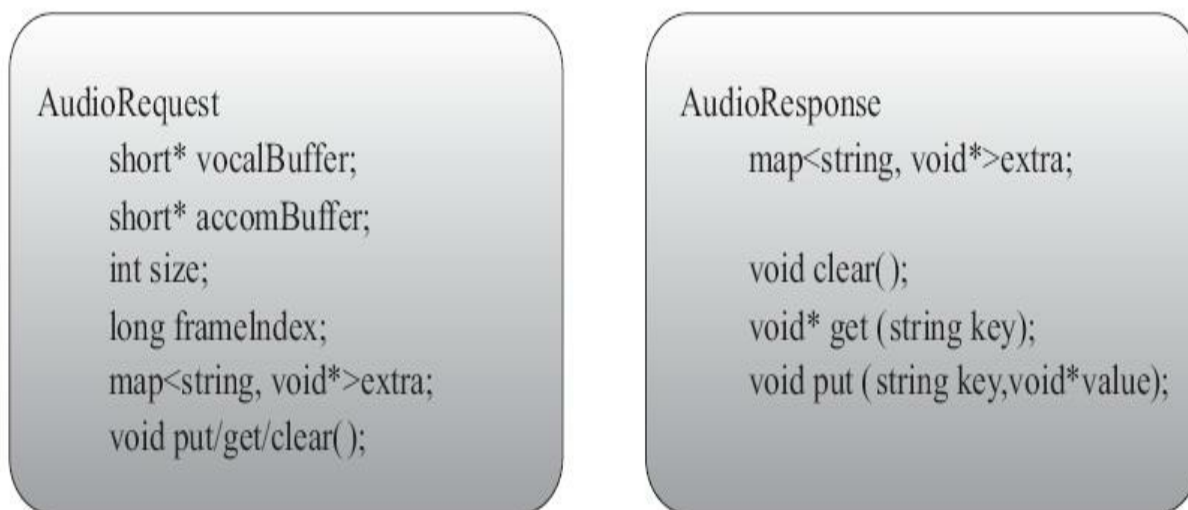 AudioRequest
short* vocalBuffer;
short* accomBuffer;
int size;
long frameIndex;
map<string, void*>extra;
void put/get/clear();
AudioResponse
map<string, void*>extra;
void clear();
void* get (string key);
void put (string key,void*value);